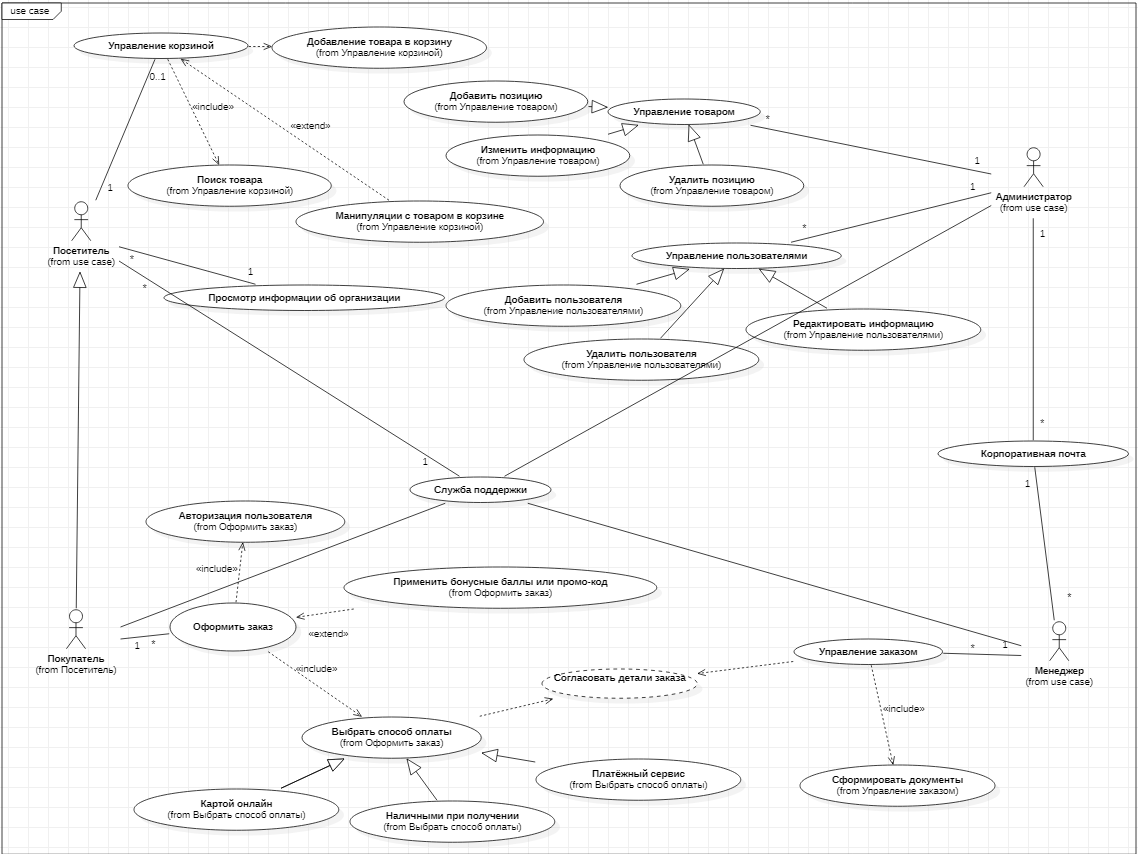 use case
Управление корзиной
Добавление товара в корзину
(from Управление корзиной)
0..1
«include»
«extend»
Добавить позицию
(from Управление товаром)
Управление товаром
*
Изменить информацию
(from Управление товаром)
1
Поиск товара
(from Управление корзиной)
1
Удалить позицию
(from Управление товаром)
1
Администратор
(from use case)
Манипуляции с товаром в корзине
(from Управление корзиной)
*
1
Посетитель
(from use case)
*
1
*
Управление пользователями
Просмотр информации об организации
Добавить пользователя
(from Управление пользователями)
Редактировать информацию
(from Управление пользователями)
Удалить пользователя
(from Управление пользователями)
*
Корпоративная почта
1
1
Служба поддержки
Авторизация пользователя
(from Оформить заказ)
«include»
Применить бонусные баллы или промо-код
(from Оформить заказ)
*
Оформить заказ
«extend»
1
*
Покупатель
(from Посетитель)
«include»
Согласовать детали заказа
Управление заказом
*
1
Менеджер
(from use case)
«include»
Выбрать способ оплаты
(from Оформить заказ)
Платёжный сервис
(from Выбрать способ оплаты)
Сформировать документы
(from Управление заказом)
Картой онлайн
(from Выбрать способ оплаты)
Наличными при получении
(from Выбрать способ оплаты)